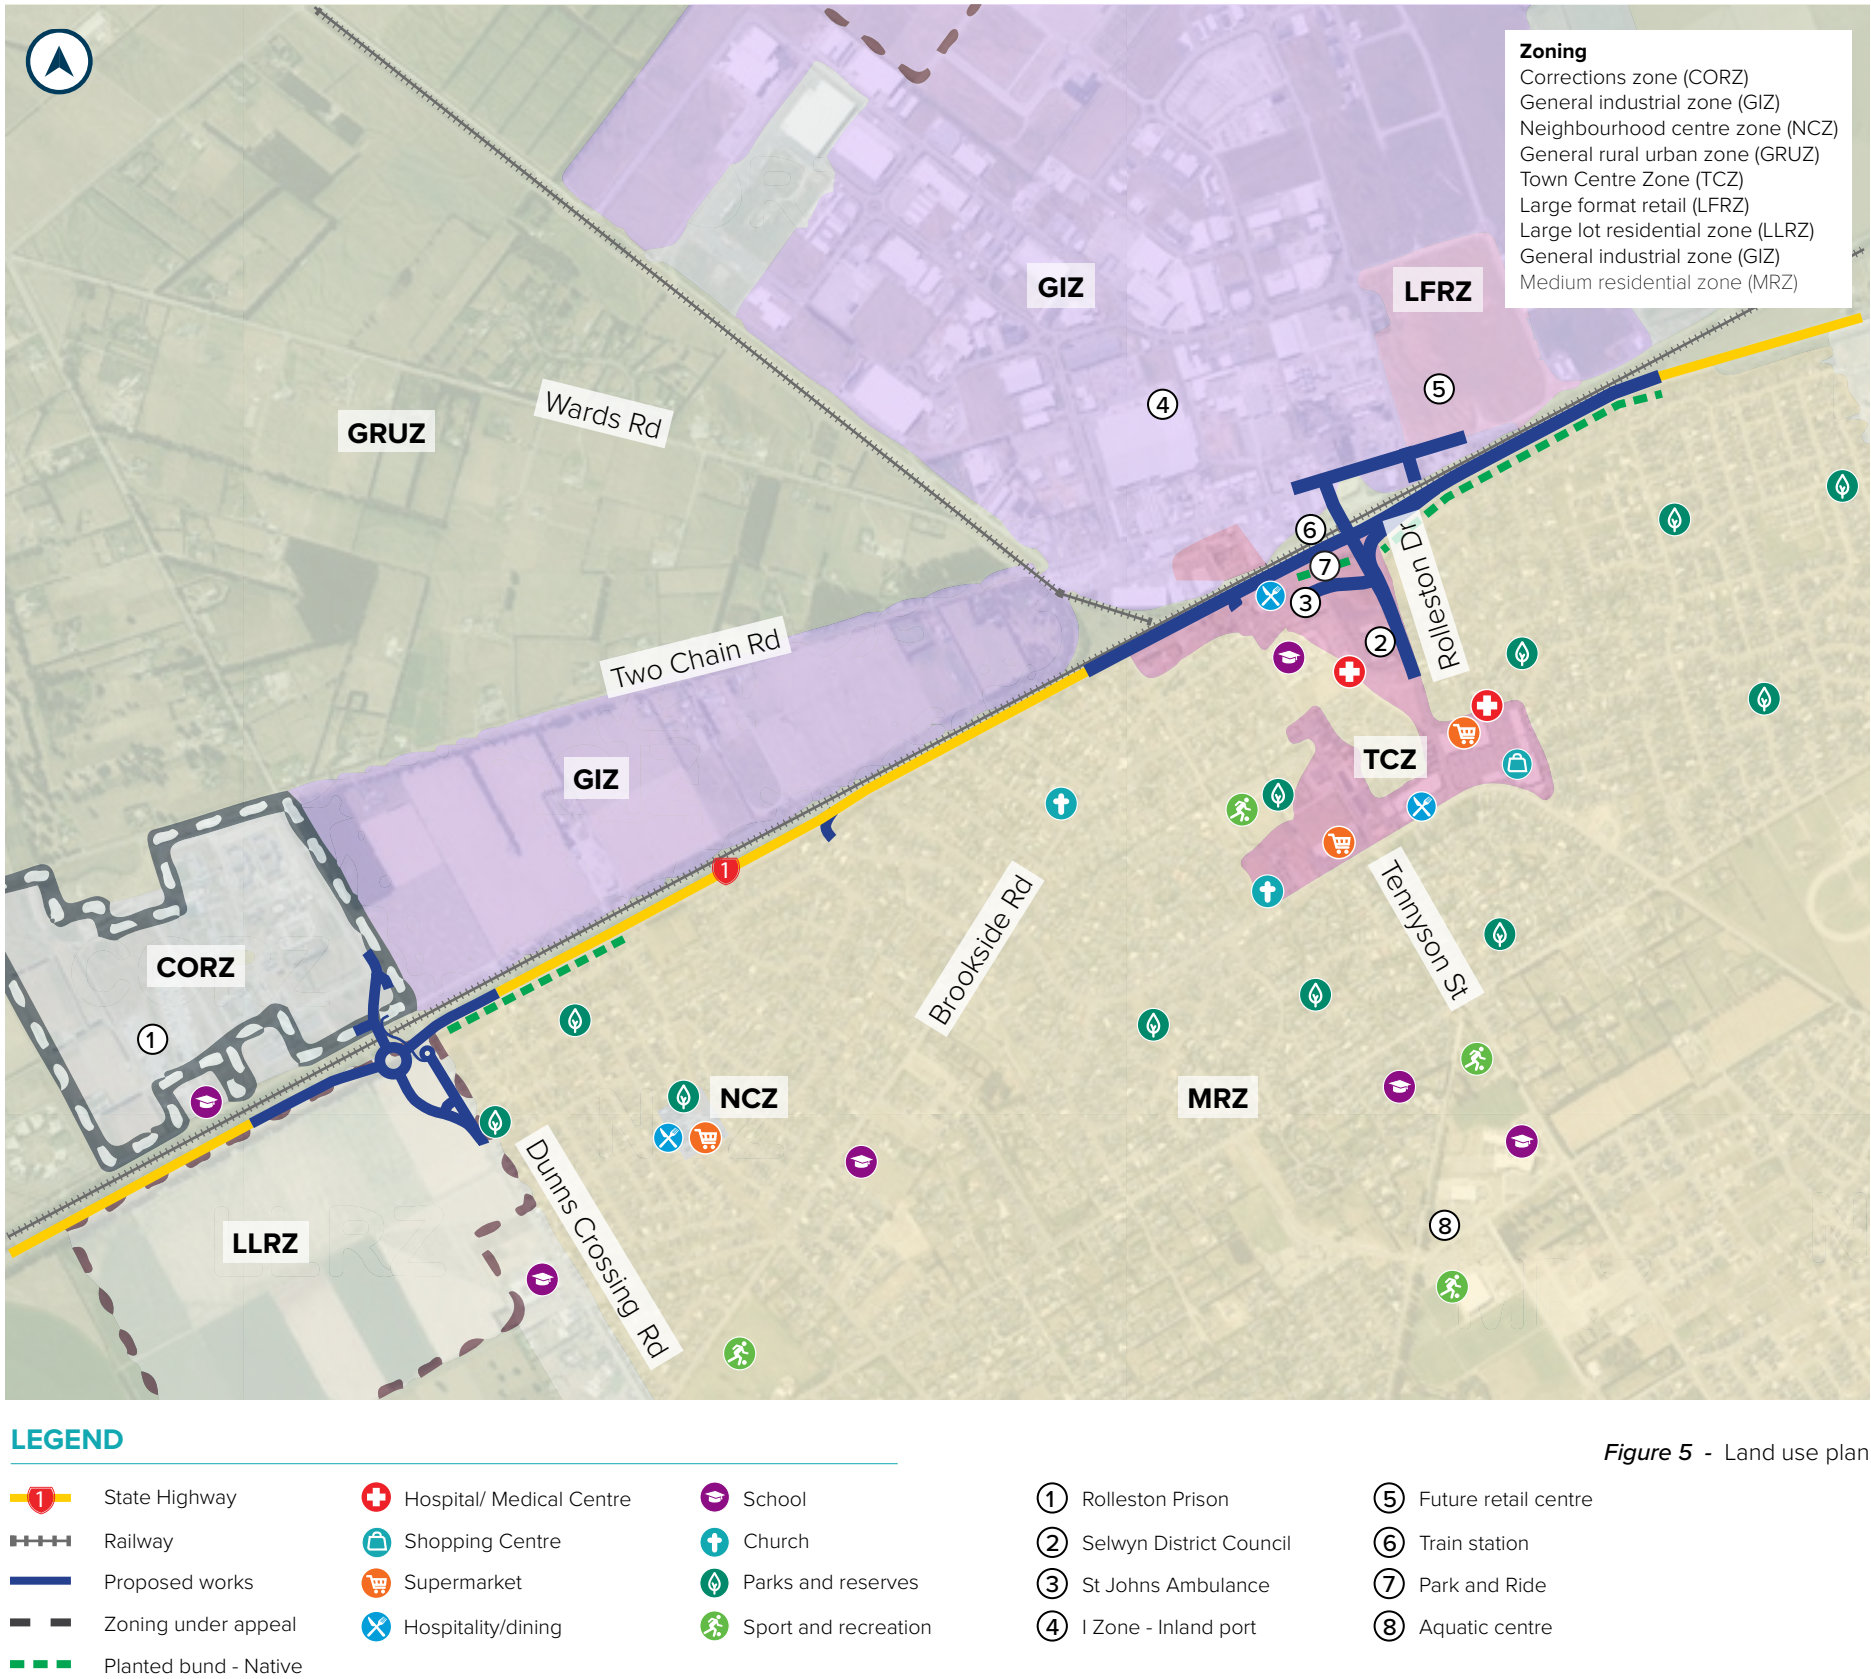 Zoning
Corrections zone (CORZ)
General industrial zone (GIZ)
Neighbourhood centre zone (NCZ)
General rural urban zone (GRUZ)
Town Centre Zone (TCZ)
Large format retail (LFRZ)
Large lot residential zone (LLRZ)
General industrial zone (GIZ)
Medium residential zone (MRZ)
GIZ
LFRZ
5
4
Wards Rd
GRUZ
6
7
3
2
Rolleston Dr
Two Chain Rd
TCZ
GIZ
1
Brookside Rd
Tennyson St
CORZ
1
NCZ
MRZ
Dunns Crossing Rd
8
LLRZ
LEGEND
Figure 5 - Land use plan
1 State Highway
Railway
Proposed works
Zoning under appeal
Planted bund - Native
Hospital/ Medical Centre
Shopping Centre
Supermarket
Hospitality/dining
School
Church
Parks and reserves
Sport and recreation
1 Rolleston Prison
2 Selwyn District Council
3 St Johns Ambulance
4 I Zone - Inland port
5 Future retail centre
6 Train station
7 Park and Ride
8 Aquatic centre